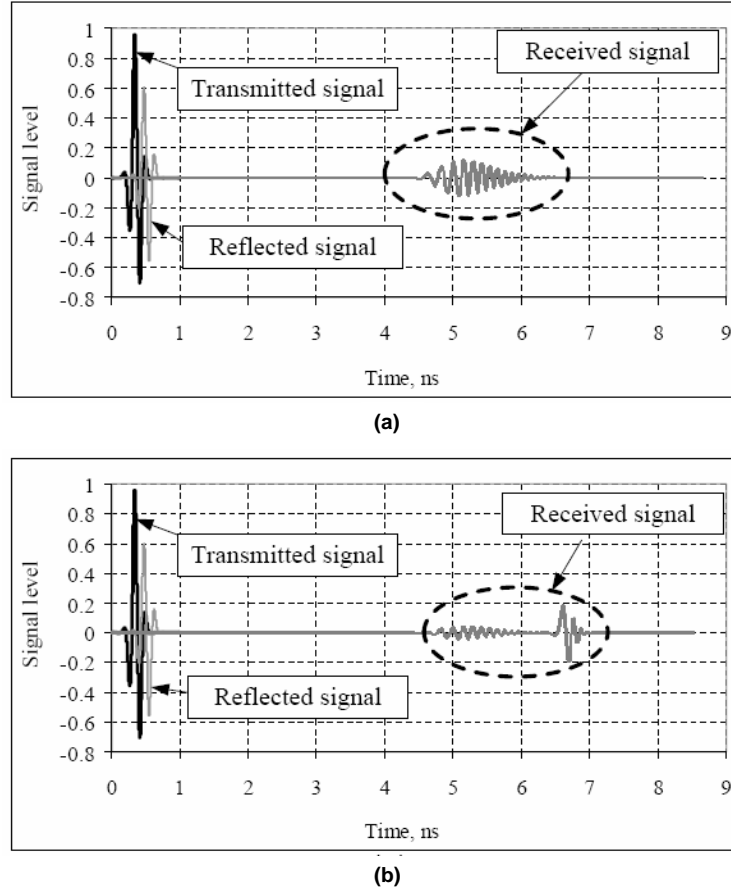 1
0.8
0.6
0.4
0.2
0
-0.2
-0.4
-0.6
-0.8
Signal level
Transmitted signal
Received signal
Reflected signal
0 1 2 3 4 5 6 7 8 9
Time, ns
(a)
1
0.8
0.6
0.4
0.2
0
-0.2
-0.4
-0.6
-0.8
Signal level
Transmitted signal
Received signal
Reflected signal
0 1 2 3 4 5 6 7 8 9
Time, ns
(b)